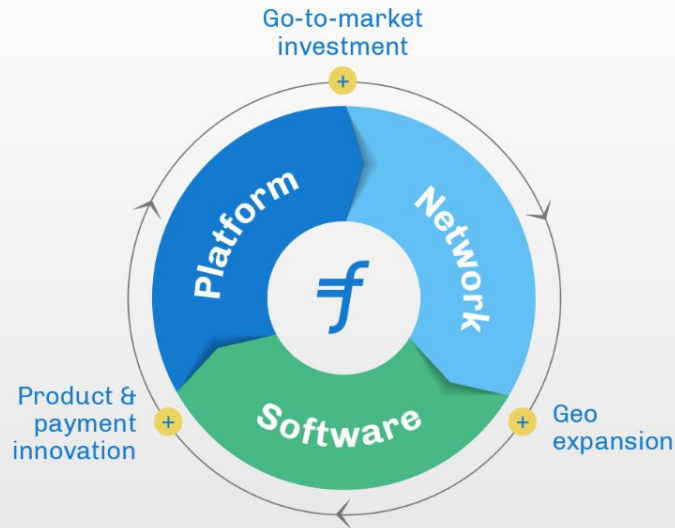 Go-to-market
investment
Platform
Network
Software
Product &
payment
innovation
Geo
expansion